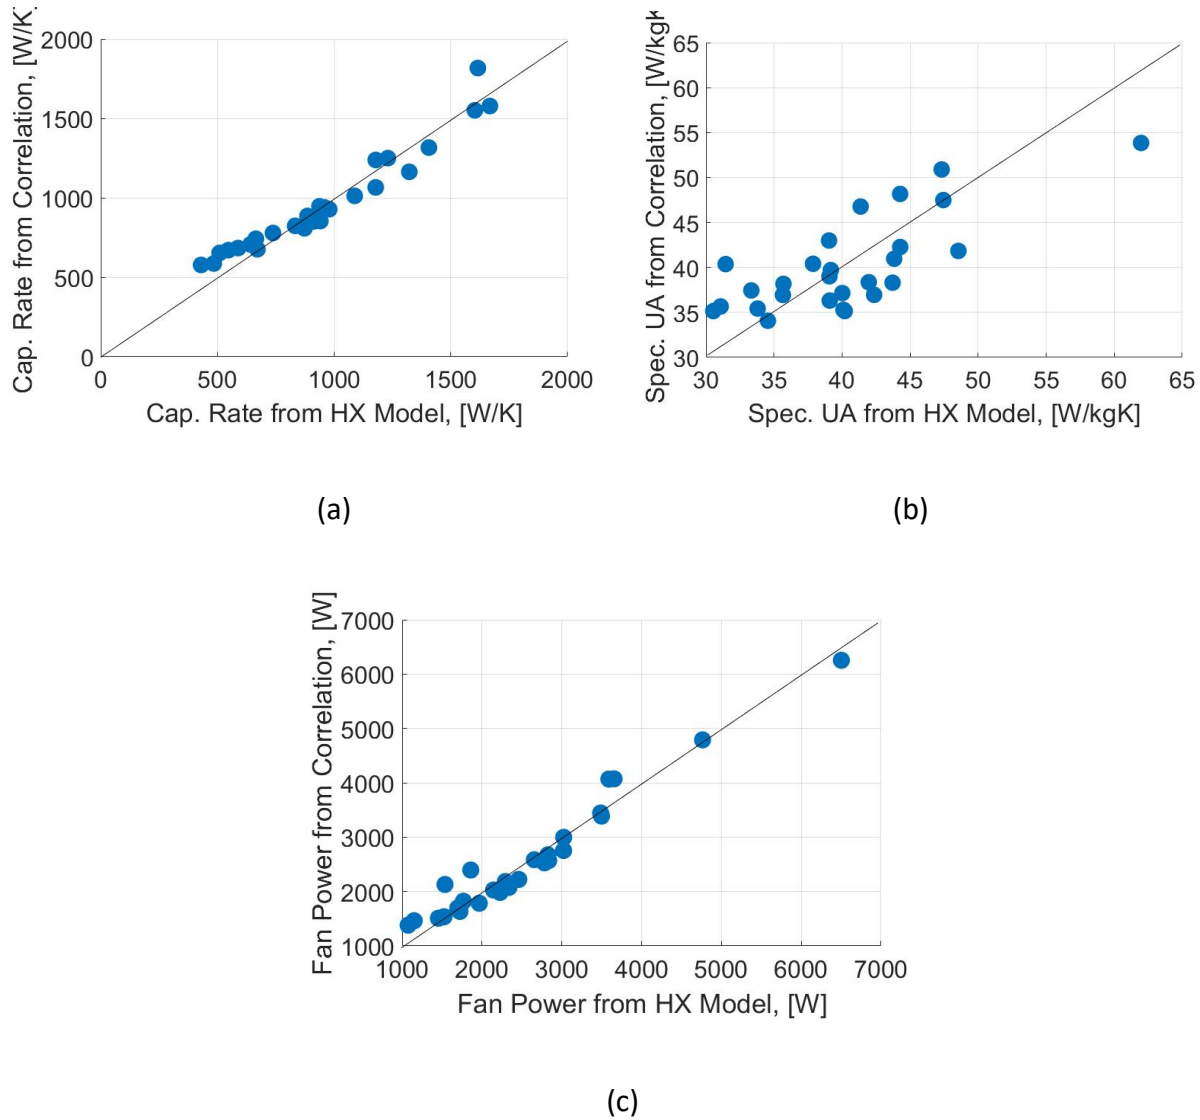 Cap. Rate from Correlation, [W/K]
2000
1500
1000
500
0
0 500 1000 1500 2000
Cap. Rate from HX Model, [W/K]
(a)
Spec. UA from Correlation, [W/kgK
65
60
55
50
45
40
35
30
30 35 40 45 50 55 60 65
Spec. UA from HX Model, [W/kgK]
(b)
Fan Power from Correlation, [W]
7000
6000
5000
4000
3000
2000
1000
1000 2000 3000 4000 5000 6000 7000
Fan Power from HX Model, [W]
(c)